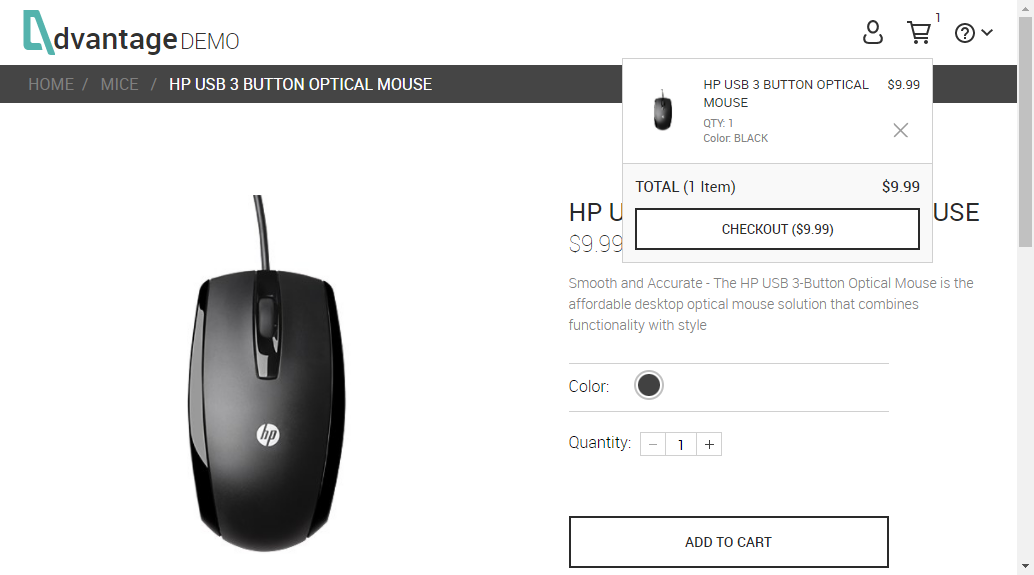 dvantage DEMO
1
HOME / MICE / HP USB 3 BUTTON OPTICAL MOUSE
HP USB 3 BUTTON OPTICAL $9.99
MOUSE
QTY: 1
Color: BLACK
TOTAL (1 Item) $9.99
CHECKOUT ($9.99)
HP U USE
$9.99
Smooth and Accurate - The HP USB 3-Button Optical Mouse is the
affordable desktop optical mouse solution that combines
functionality with style
Color:
Quantity: − 1 +
ADD TO CART
hp